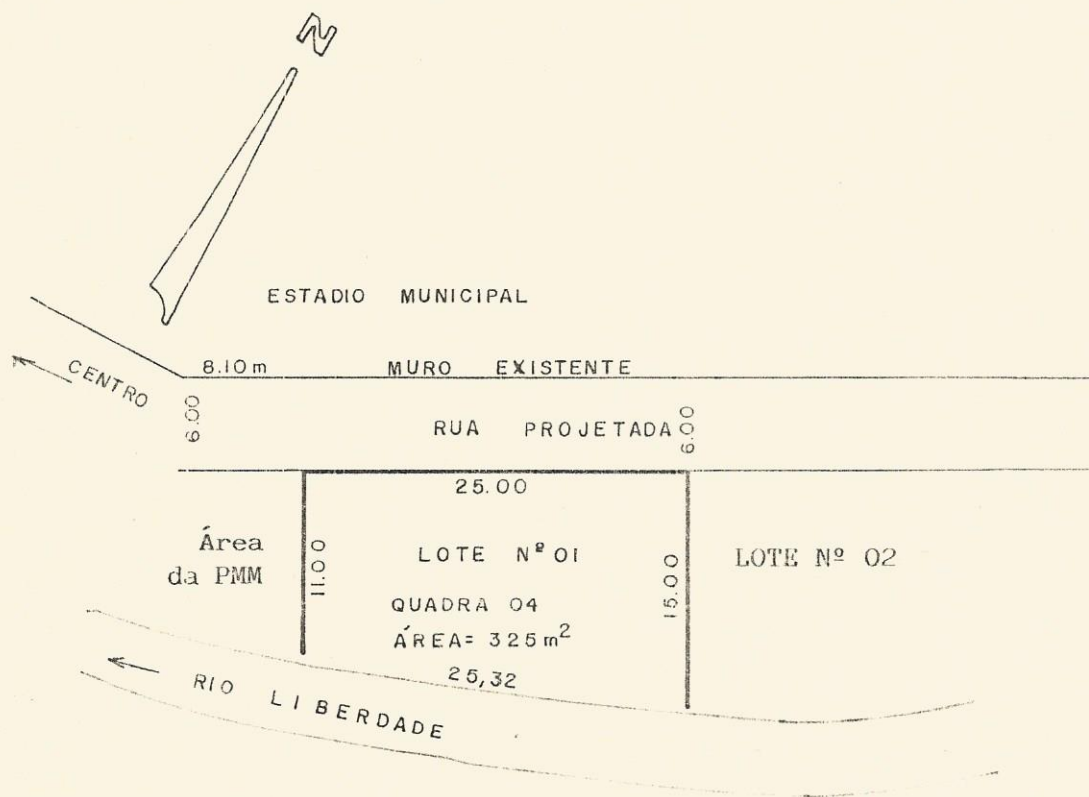 N
ESTADIO MUNICIPAL
CENTRO
8.10m
MURO EXISTENTE
6.00
RUA PROJETADA
6.00
25.00
Área
da PMM
11.00
LOTE Nº 01
QUADRA 04
ÁREA= 325m²
25,32
15.00
LOTE Nº 02
RIO LIBERDADE